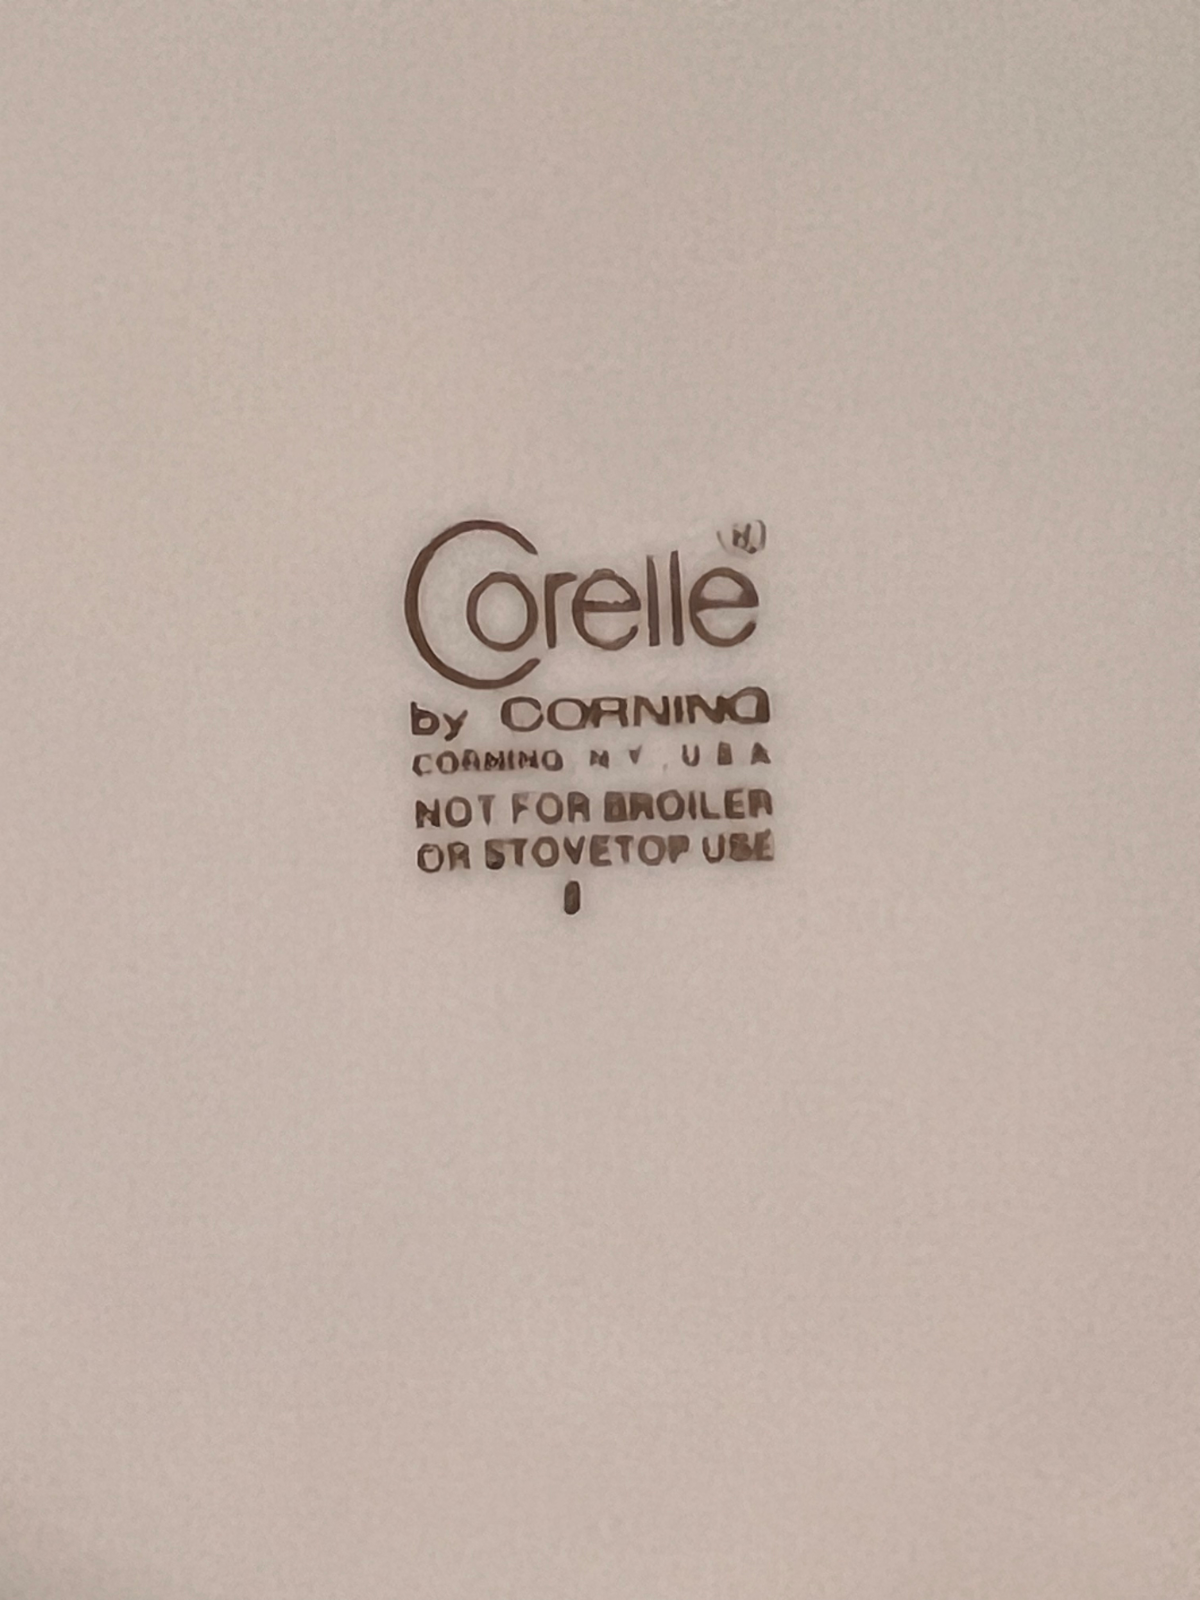 Corelle®
by CORNING
CORNING N Y , U S A
NOT FOR BROILER
OR STOVETOP USE